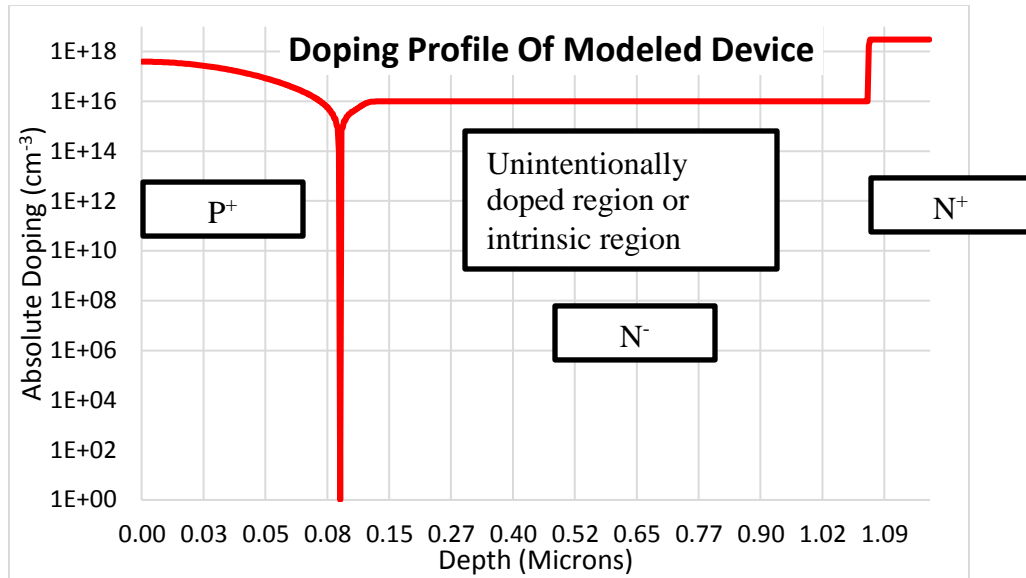 Doping Profile Of Modeled Device
Absolute Doping (cm⁻³)
1E+18
1E+16
1E+14
1E+12
1E+10
1E+08
1E+06
1E+04
1E+02
1E+00
P⁺
Unintentionally
doped region or
intrinsic region
N⁺
N⁻
0.00 0.03 0.05 0.08 0.15 0.27 0.40 0.52 0.65 0.77 0.90 1.02 1.09
Depth (Microns)